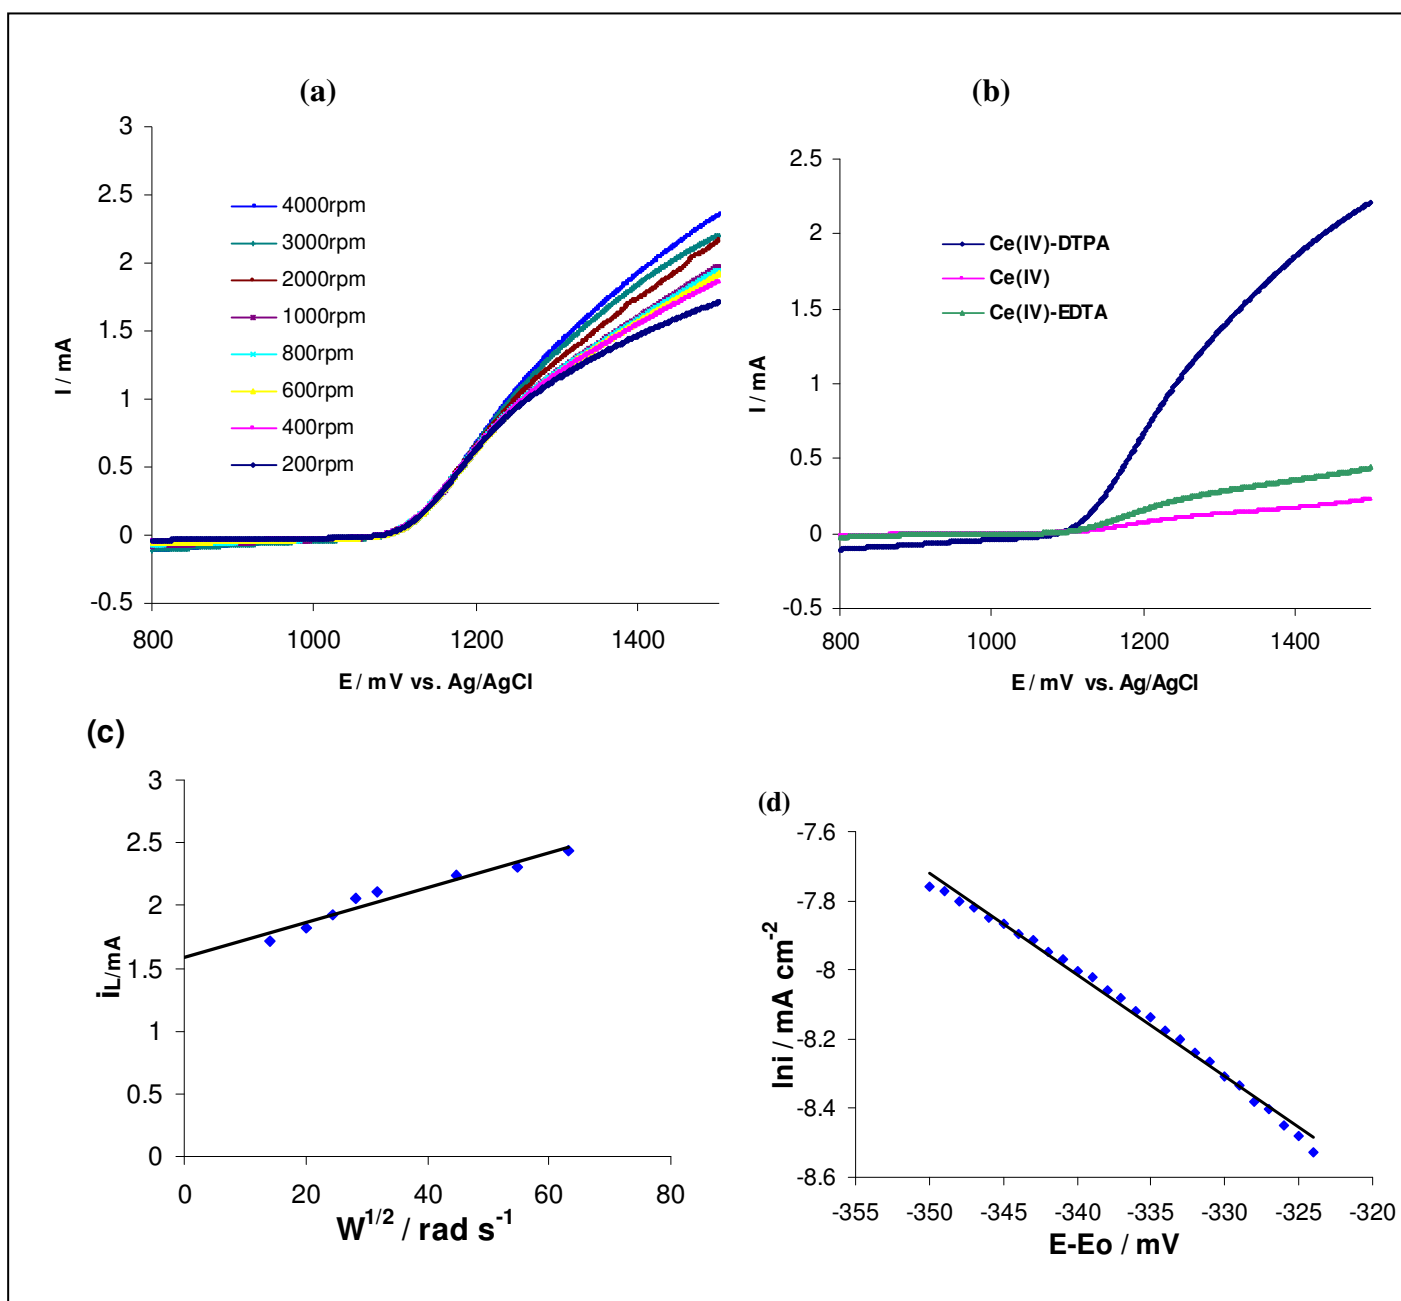 (a)
3
2.5
2
1.5
1
0.5
0
-0.5
I / mA
4000rpm
3000rpm
2000rpm
1000rpm
800rpm
600rpm
400rpm
200rpm
800 1000 1200 1400
E / mV vs. Ag/AgCl
(b)
2.5
2
1.5
1
0.5
0
-0.5
I / mA
Ce(IV)-DTPA
Ce(IV)
Ce(IV)-EDTA
800 1000 1200 1400
E / mV vs. Ag/AgCl
(c)
3
2.5
2
1.5
1
0.5
0
iL/mA
0 20 40 60 80
W^1/2 / rad s^-1
(d)
-7.6
-7.8
-8
-8.2
-8.4
-8.6
lni / mA cm^-2
-355 -350 -345 -340 -335 -330 -325 -320
E-Eo / mV